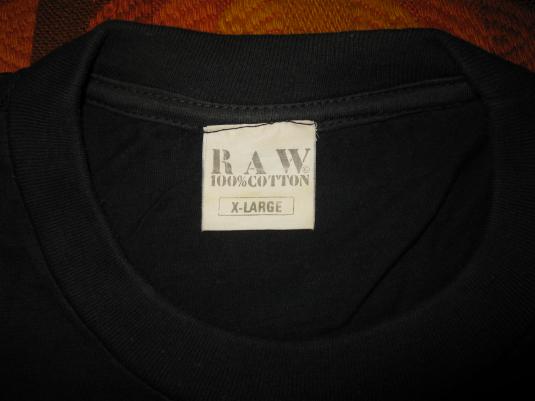 RAW©
100% COTTON
X-LARGE